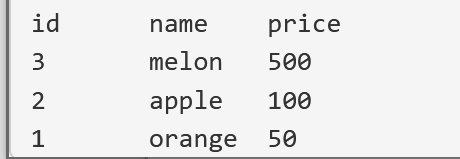 id name price
3 melon 500
2 apple 100
1 orange 50